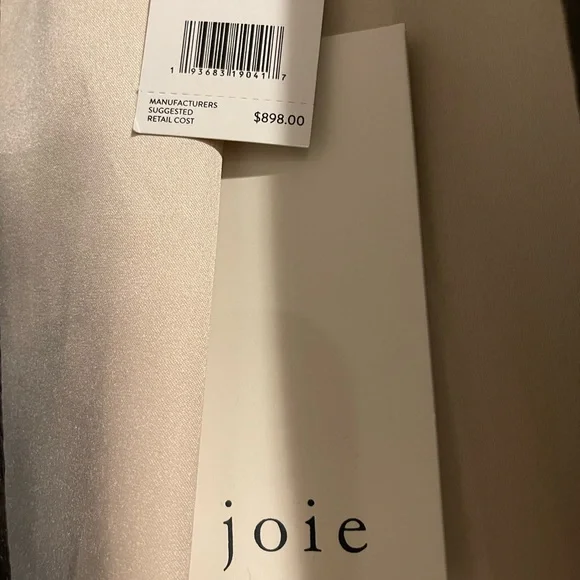 1 93683 19041 7
MANUFACTURERS
SUGGESTED
RETAIL COST
$898.00
joie